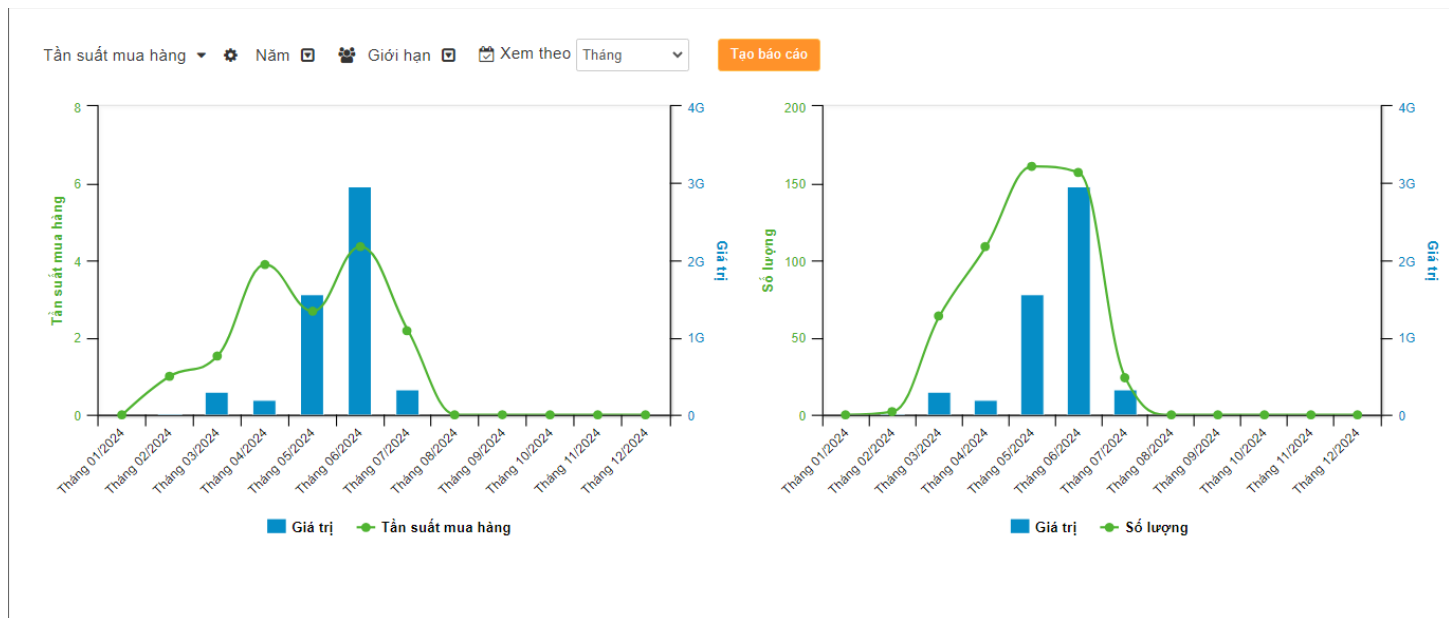 Tần suất mua hàng Năm Giới hạn Xem theo Tháng Tạo báo cáo
8
6
4
2
0
Tần suất mua hàng
4G
3G
2G
1G
0
Giá trị
Tháng 01/2024
Tháng 02/2024
Tháng 03/2024
Tháng 04/2024
Tháng 05/2024
Tháng 06/2024
Tháng 07/2024
Tháng 08/2024
Tháng 09/2024
Tháng 10/2024
Tháng 11/2024
Tháng 12/2024
Giá trị Tần suất mua hàng
200
150
100
50
0
Số lượng
4G
3G
2G
1G
0
Giá trị
Tháng 01/2024
Tháng 02/2024
Tháng 03/2024
Tháng 04/2024
Tháng 05/2024
Tháng 06/2024
Tháng 07/2024
Tháng 08/2024
Tháng 09/2024
Tháng 10/2024
Tháng 11/2024
Tháng 12/2024
Giá trị Số lượng